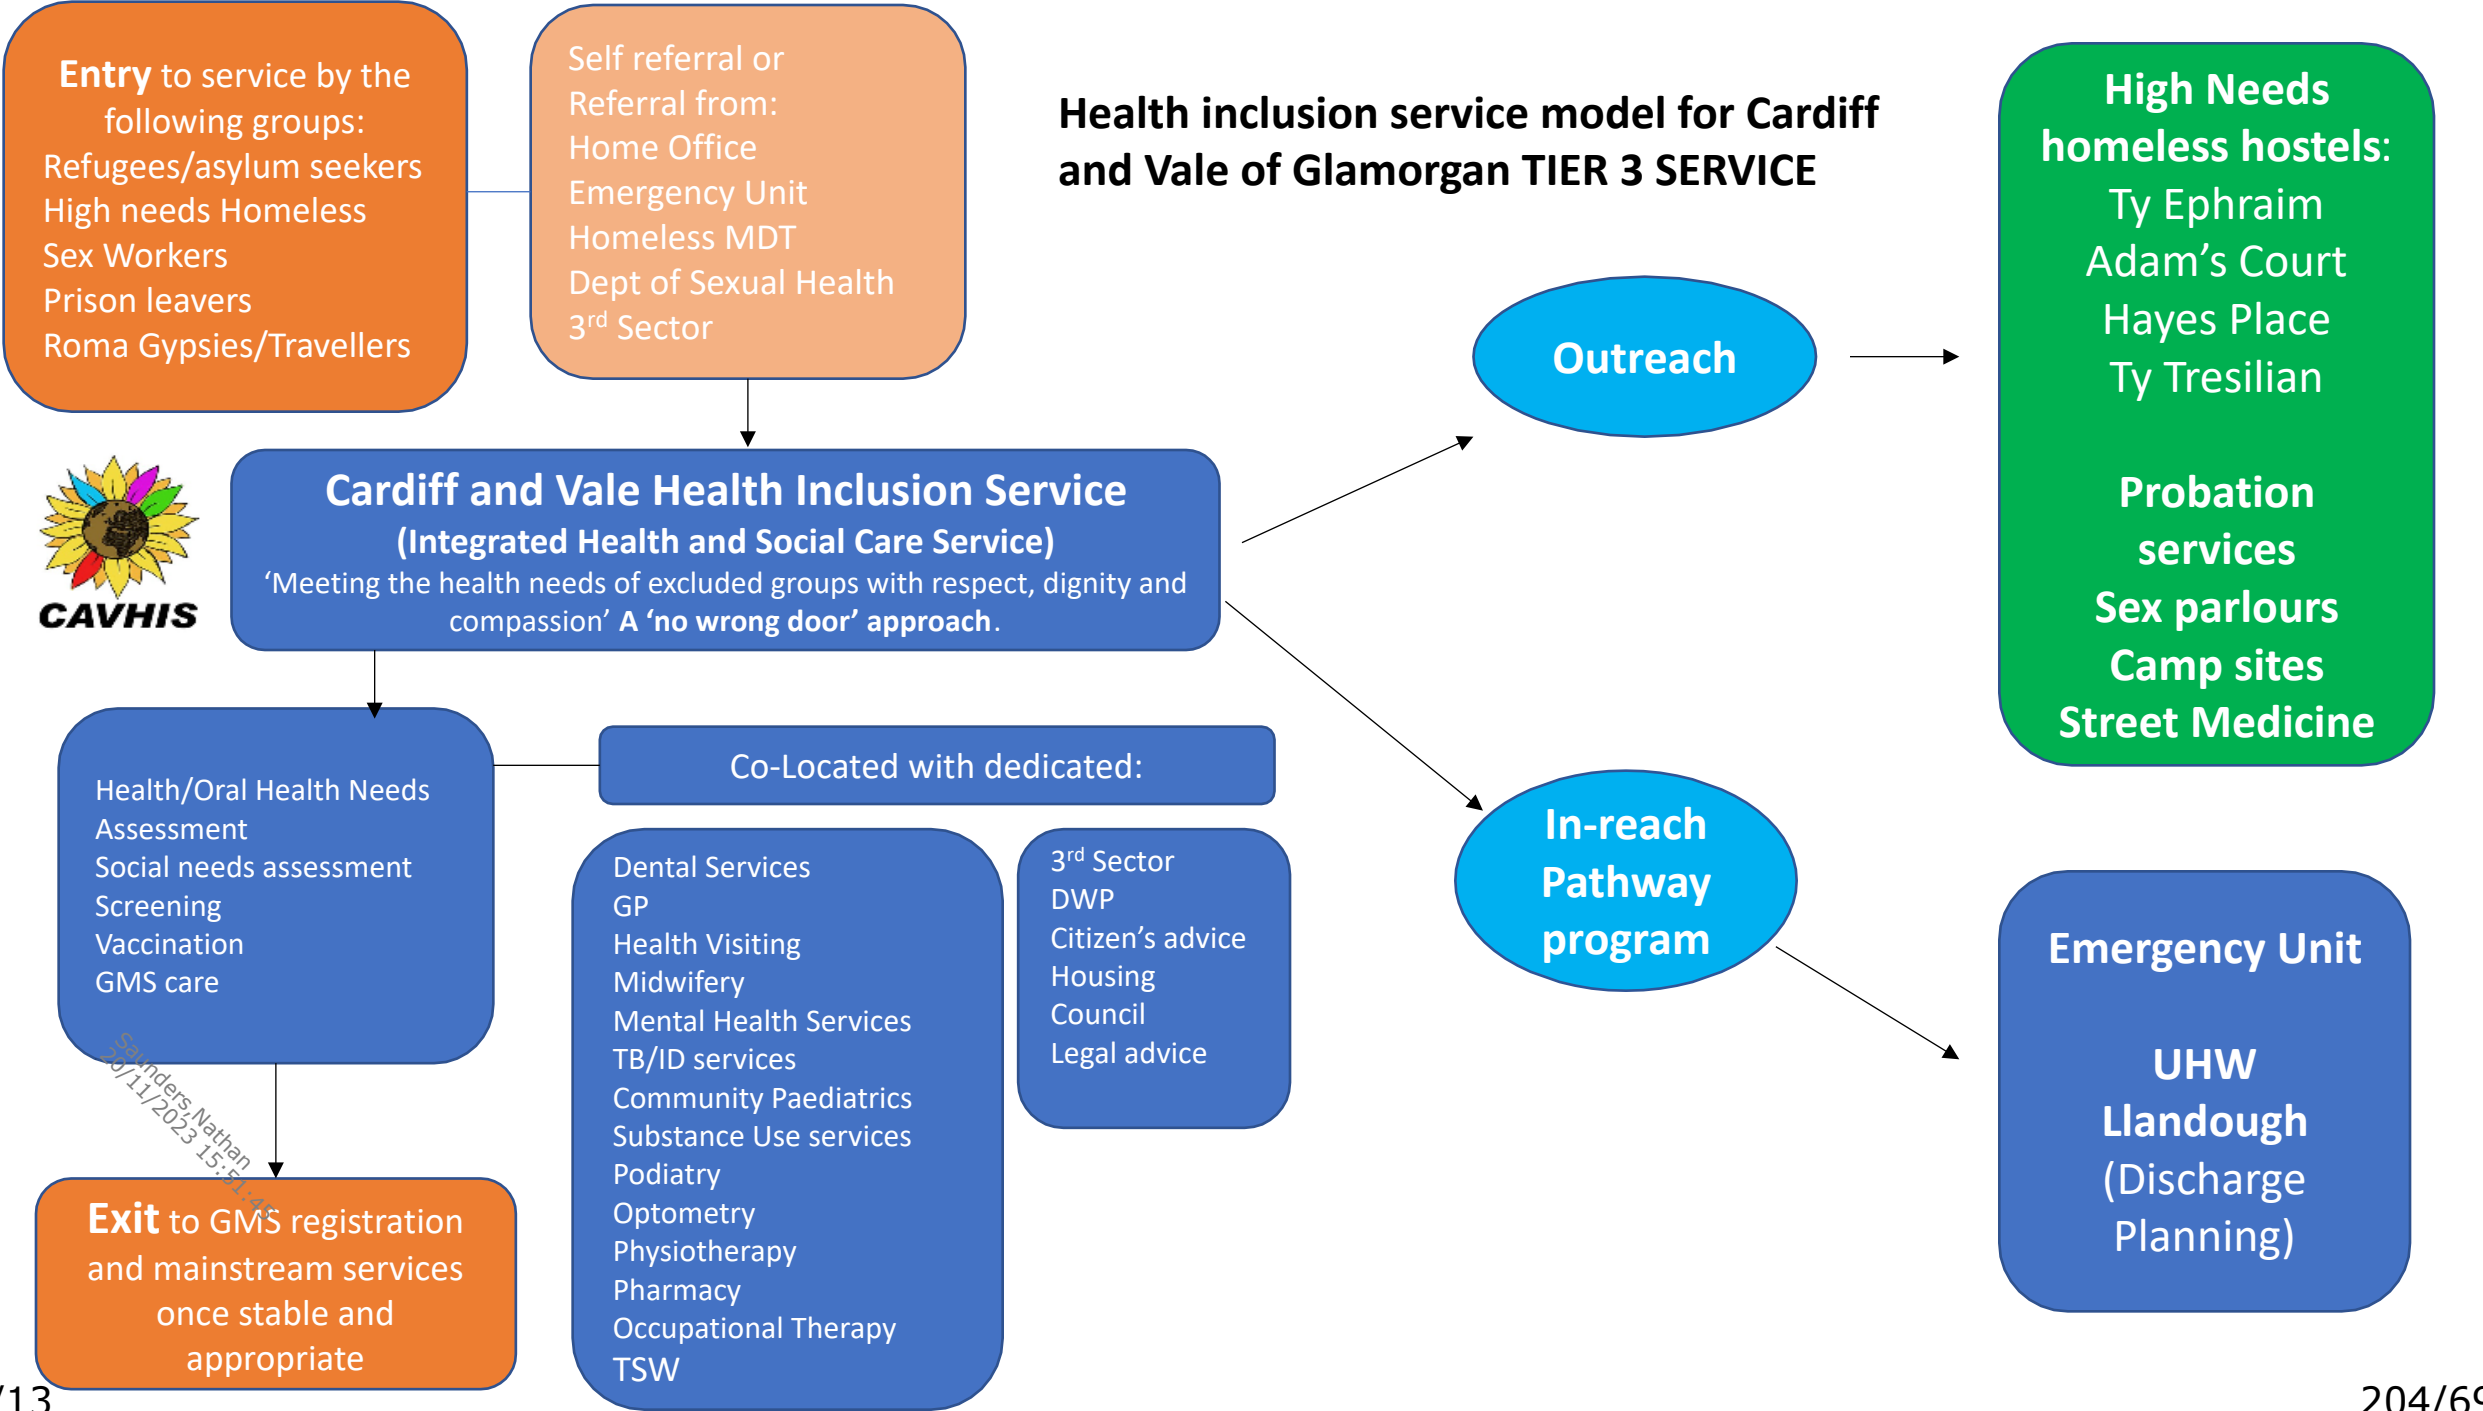 Entry to service by the
following groups:
Refugees/asylum seekers
High needs Homeless
Sex Workers
Prison leavers
Roma Gypsies/Travellers
Self referral or
Referral from:
Home Office
Emergency Unit
Homeless MDT
Dept of Sexual Health
3rd Sector
Health inclusion service model for Cardiff
and Vale of Glamorgan TIER 3 SERVICE
High Needs
homeless hostels:
Ty Ephraim
Adam’s Court
Hayes Place
Ty Tresilian
Probation
services
Sex parlours
Camp sites
Street Medicine
Outreach
CAVHIS
Cardiff and Vale Health Inclusion Service
(Integrated Health and Social Care Service)
‘Meeting the health needs of excluded groups with respect, dignity and
compassion’ A ‘no wrong door’ approach.
Health/Oral Health Needs
Assessment
Social needs assessment
Screening
Vaccination
GMS care
Co-Located with dedicated:
Dental Services
GP
Health Visiting
Midwifery
Mental Health Services
TB/ID services
Community Paediatrics
Substance Use services
Podiatry
Optometry
Physiotherapy
Pharmacy
Occupational Therapy
TSW
3rd Sector
DWP
Citizen’s advice
Housing
Council
Legal advice
In-reach
Pathway
program
Emergency Unit
UHW
Llandough
(Discharge
Planning)
Saunders,Nathan
20/11/2023 15:51:45
Exit to GMS registration
and mainstream services
once stable and
appropriate
/13
204/69